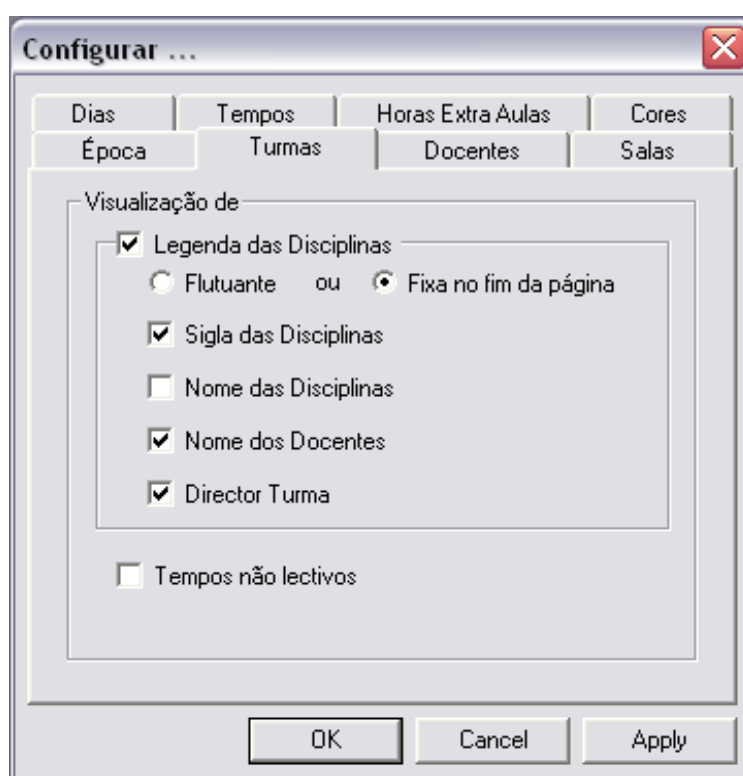 Configurar ...
Dias Tempos Horas Extra Aulas Cores
Época Turmas Docentes Salas
Visualização de
Legenda das Disciplinas
Flutuante ou Fixa no fim da página
Sigla das Disciplinas
Nome das Disciplinas
Nome dos Docentes
Director Turma
Tempos não lectivos
OK Cancel Apply